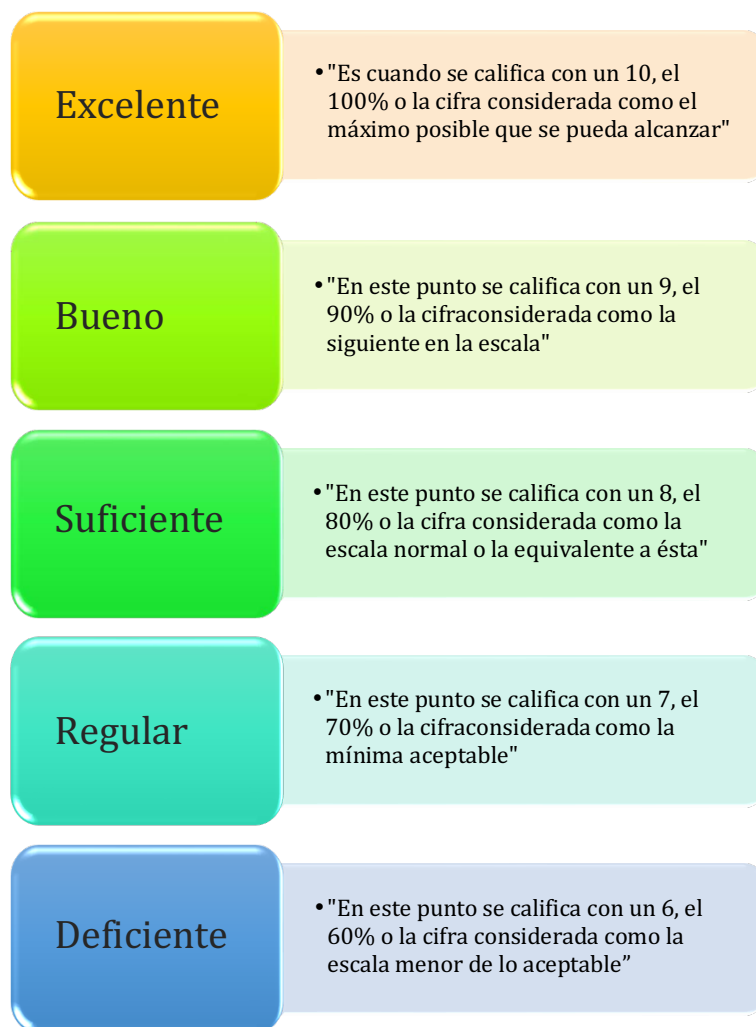 Excelente
• "Es cuando se califica con un 10, el
100% o la cifra considerada como el
máximo posible que se pueda alcanzar"
Bueno
• "En este punto se califica con un 9, el
90% o la cifraconsiderada como la
siguiente en la escala"
Suficiente
• "En este punto se califica con un 8, el
80% o la cifra considerada como la
escala normal o la equivalente a ésta"
Regular
• "En este punto se califica con un 7, el
70% o la cifraconsiderada como la
mínima aceptable"
Deficiente
• "En este punto se califica con un 6, el
60% o la cifra considerada como la
escala menor de lo aceptable”